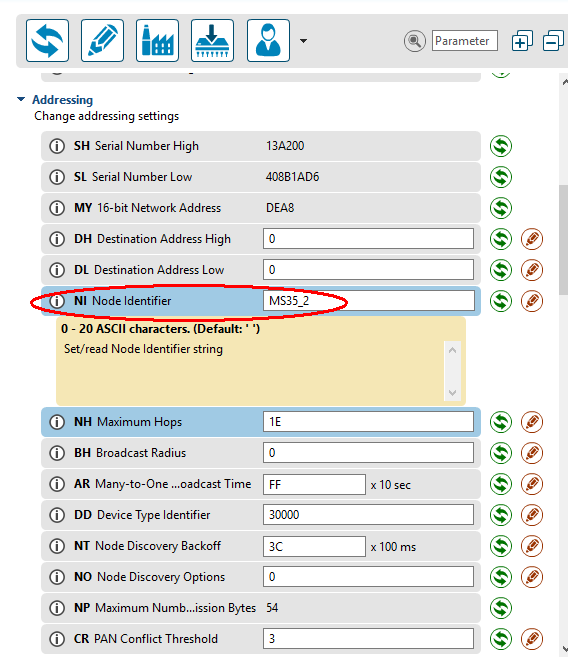 Parameter
Addressing
Change addressing settings
SH Serial Number High 13A200
SL Serial Number Low 408B1AD6
MY 16-bit Network Address DEA8
DH Destination Address High 0
DL Destination Address Low 0
NI Node Identifier MS35_2
0 - 20 ASCII characters. (Default: ' ')
Set/read Node Identifier string
NH Maximum Hops 1E
BH Broadcast Radius 0
AR Many-to-One ...oadcast Time FF x 10 sec
DD Device Type Identifier 30000
NT Node Discovery Backoff 3C x 100 ms
NO Node Discovery Options 0
NP Maximum Numb...ission Bytes 54
CR PAN Conflict Threshold 3